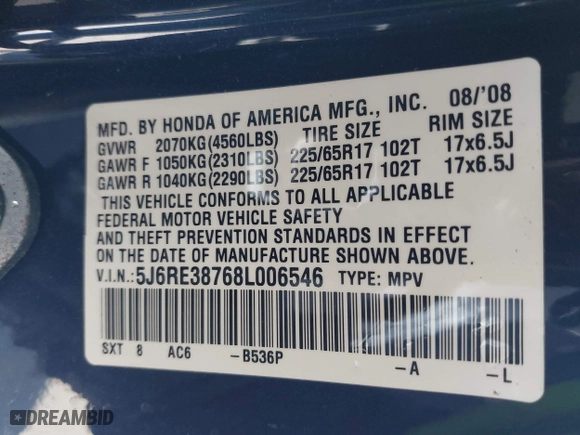 MFD. BY HONDA OF AMERICA MFG., INC. 08/'08
GVWR 2070KG(4560LBS) TIRE SIZE RIM SIZE
GAWR F 1050KG(2310LBS) 225/65R17 102T 17x6.5J
GAWR R 1040KG(2290LBS) 225/65R17 102T 17x6.5J
THIS VEHICLE CONFORMS TO ALL APPLICABLE
FEDERAL MOTOR VEHICLE SAFETY
AND THEFT PREVENTION STANDARDS IN EFFECT
ON THE DATE OF MANUFACTURE SHOWN ABOVE.
V.I.N.:5J6RE38768L006546 TYPE: MPV
SXT 8 AC6 -B536P -A -L
DREAMBID